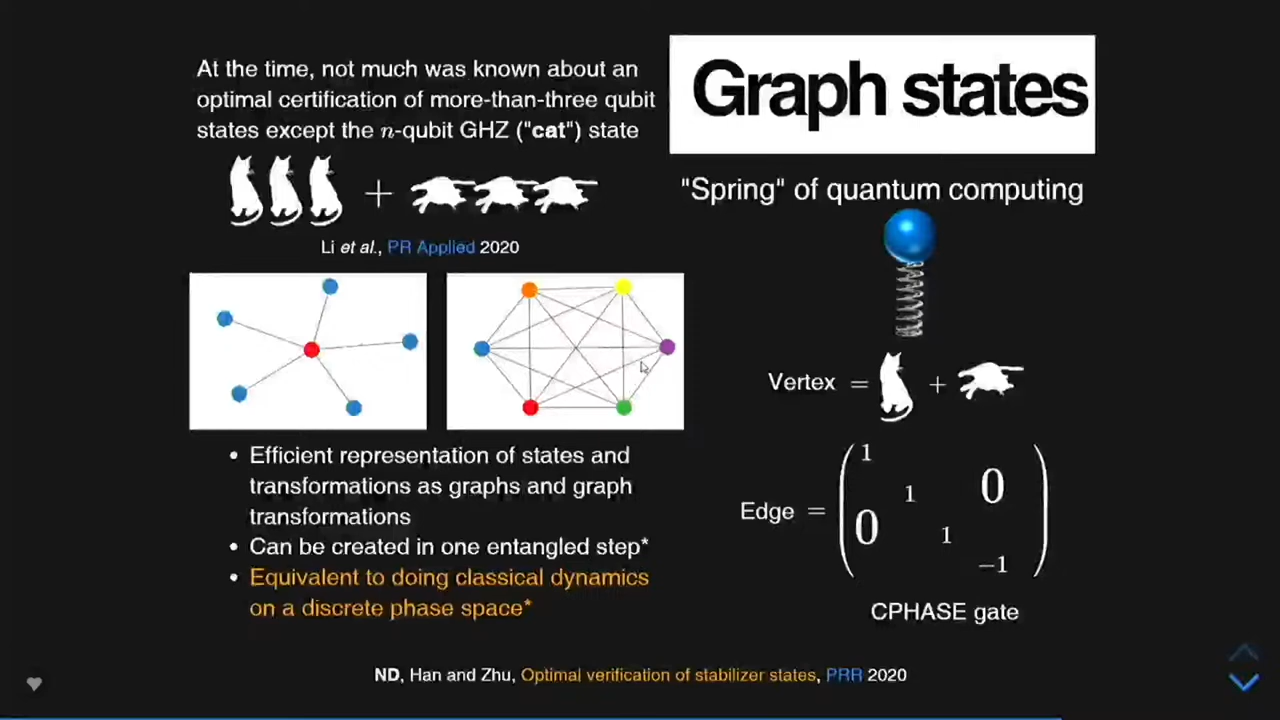 At the time, not much was known about an
optimal certification of more-than-three qubit
states except the n-qubit GHZ ("cat") state
+
Li et al., PR Applied 2020
Graph states
"Spring" of quantum computing
Vertex = +
Edge = ( 1 1 0 0 1 −1 )
CPHASE gate
• Efficient representation of states and
transformations as graphs and graph
transformations
• Can be created in one entangled step*
• Equivalent to doing classical dynamics
on a discrete phase space*
ND, Han and Zhu, Optimal verification of stabilizer states, PRR 2020